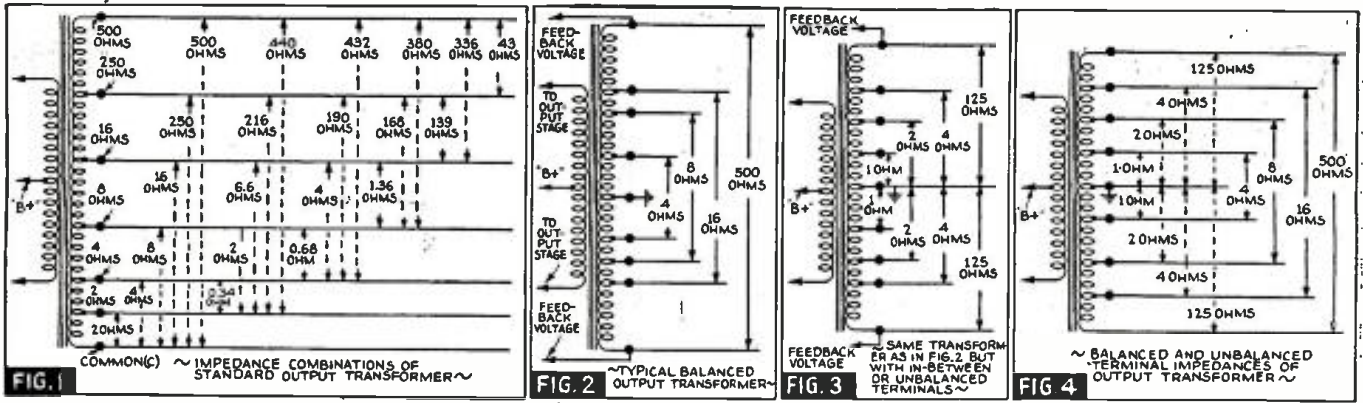 500
OHMS
500
OHMS
440
OHMS
432
OHMS
380
OHMS
336
OHMS
43
OHMS
250
OHMS
250
OHMS
216
OHMS
190
OHMS
168
OHMS
139
OHMS
16
OHMS
16
OHMS
6.6
OHMS
4
OHMS
1.36
OHMS
"B+"
8
OHMS
8
OHMS
2
OHMS
0.68
OHM
4
OHMS
4
OHMS
0.34
OHM
2
OHMS
2 OHMS
COMMON(C)
~ IMPEDANCE COMBINATIONS OF
STANDARD OUTPUT TRANSFORMER~
FIG. 1
FIG. 2
FEED-
BACK
VOLTAGE
TO
OUT-
PUT
STAGE
"B+"
TO
OUT-
PUT
STAGE
FEED-
BACK
VOLTAGE
4
OHMS
8
OHMS
16
OHMS
500
OHMS
~TYPICAL BALANCED
OUTPUT TRANSFORMER~
FIG. 3
FEEDBACK
VOLTAGE
125
OHMS
4
OHMS
2
OHMS
1 OHM
"B+"
1
OHM
2
OHMS
4
OHMS
125
OHMS
FEEDBACK
VOLTAGE
~SAME TRANSFORM-
ER AS IN FIG.2 BUT
WITH IN-BETWEEN
OR UNBALANCED
TERMINALS~
FIG 4
125 OHMS
4 OHMS
2 OHMS
1 OHM
"B+"
1 OHM
2 OHMS
4 OHMS
125 OHMS
4
OHMS
8
OHMS
16
OHMS
500
OHMS
~ BALANCED AND UNBALANCED
TERMINAL IMPEDANCES OF
OUTPUT TRANSFORMER ~